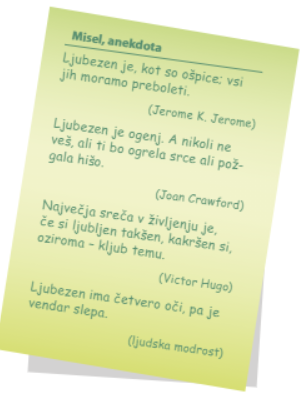 Misel, anekdota
Ljubezen je, kot so ošpice; vsi
jih moramo preboleti.
(Jerome K. Jerome)
Ljubezen je ogenj. A nikoli ne
veš, ali ti bo ogrela srce ali pož-
gala hišo.
(Joan Crawford)
Največja sreča v življenju je,
če si ljubljen takšen, kakršen si,
oziroma – kljub temu.
(Victor Hugo)
Ljubezen ima četvero oči, pa je
vendar slepa.
(ljudska modrost)